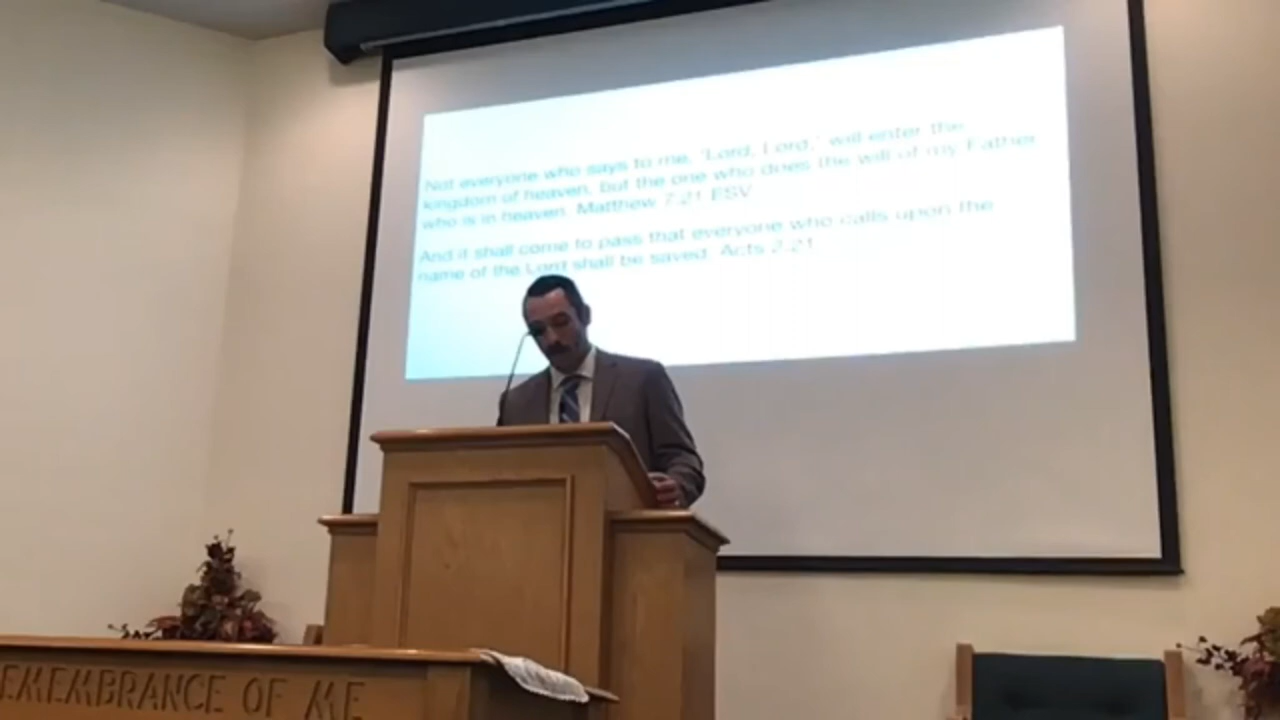 Not everyone who says to me, 'Lord, Lord,' will enter the
kingdom of heaven, but the one who does the will of my Father
who is in heaven. Matthew 7:21 ESV
And it shall come to pass that everyone who calls upon the
name of the Lord shall be saved. Acts 2:21
EMEMBRANCE OF ME